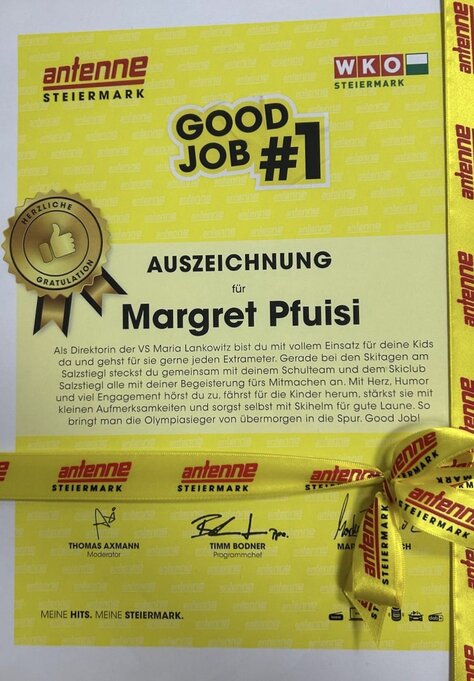 antenne
STEIERMARK
WKO
STEIERMARK
GOOD
JOB #1
HERZLICHE
GRATULATION
AUSZEICHNUNG
für
Margret Pfuisi
Als Direktorin der VS Maria Lankowitz bist du mit vollem Einsatz für deine Kids
da und gehst für sie gerne jeden Extrameter. Gerade bei den Skitagen am
Salzstiegl steckst du gemeinsam mit deinem Schulteam und dem Skiclub
Salzstiegl alle mit deiner Begeisterung fürs Mitmachen an. Mit Herz, Humor
und viel Engagement hörst du zu, fährst für die Kinder herum, stärkst sie mit
kleinen Aufmerksamkeiten und sorgst selbst mit Skihelm für gute Laune. So
bringt man die Olympiasieger von übermorgen in die Spur. Good Job!
antenne antenne antenne
STEIERMARK STEIERMARK STEIERMARK
THOMAS AXMANN
Moderator
TIMM BODNER
Programmchef
MEINE HITS. MEINE STEIERMARK.